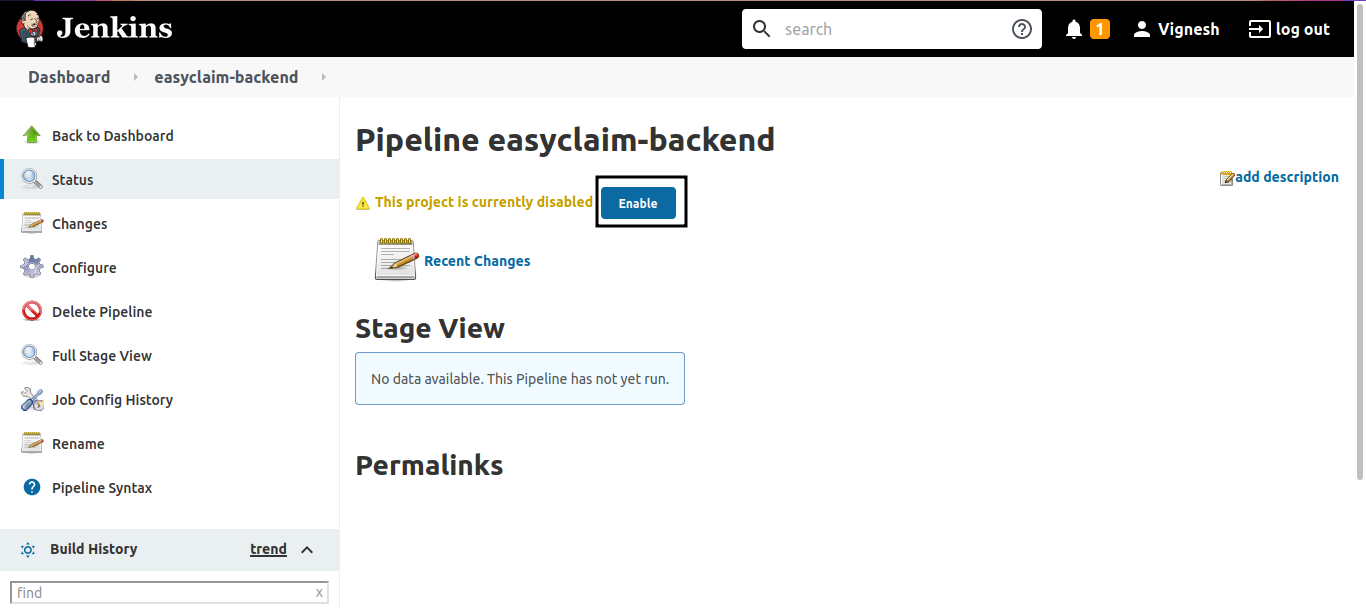 Jenkins
search
1
Vignesh
log out
Dashboard
easyclaim-backend
Back to Dashboard
Status
Changes
Configure
Delete Pipeline
Full Stage View
Job Config History
Rename
Pipeline Syntax
Build History
trend
find
x
Pipeline easyclaim-backend
add description
This project is currently disabled
Enable
Recent Changes
Stage View
No data available. This Pipeline has not yet run.
Permalinks